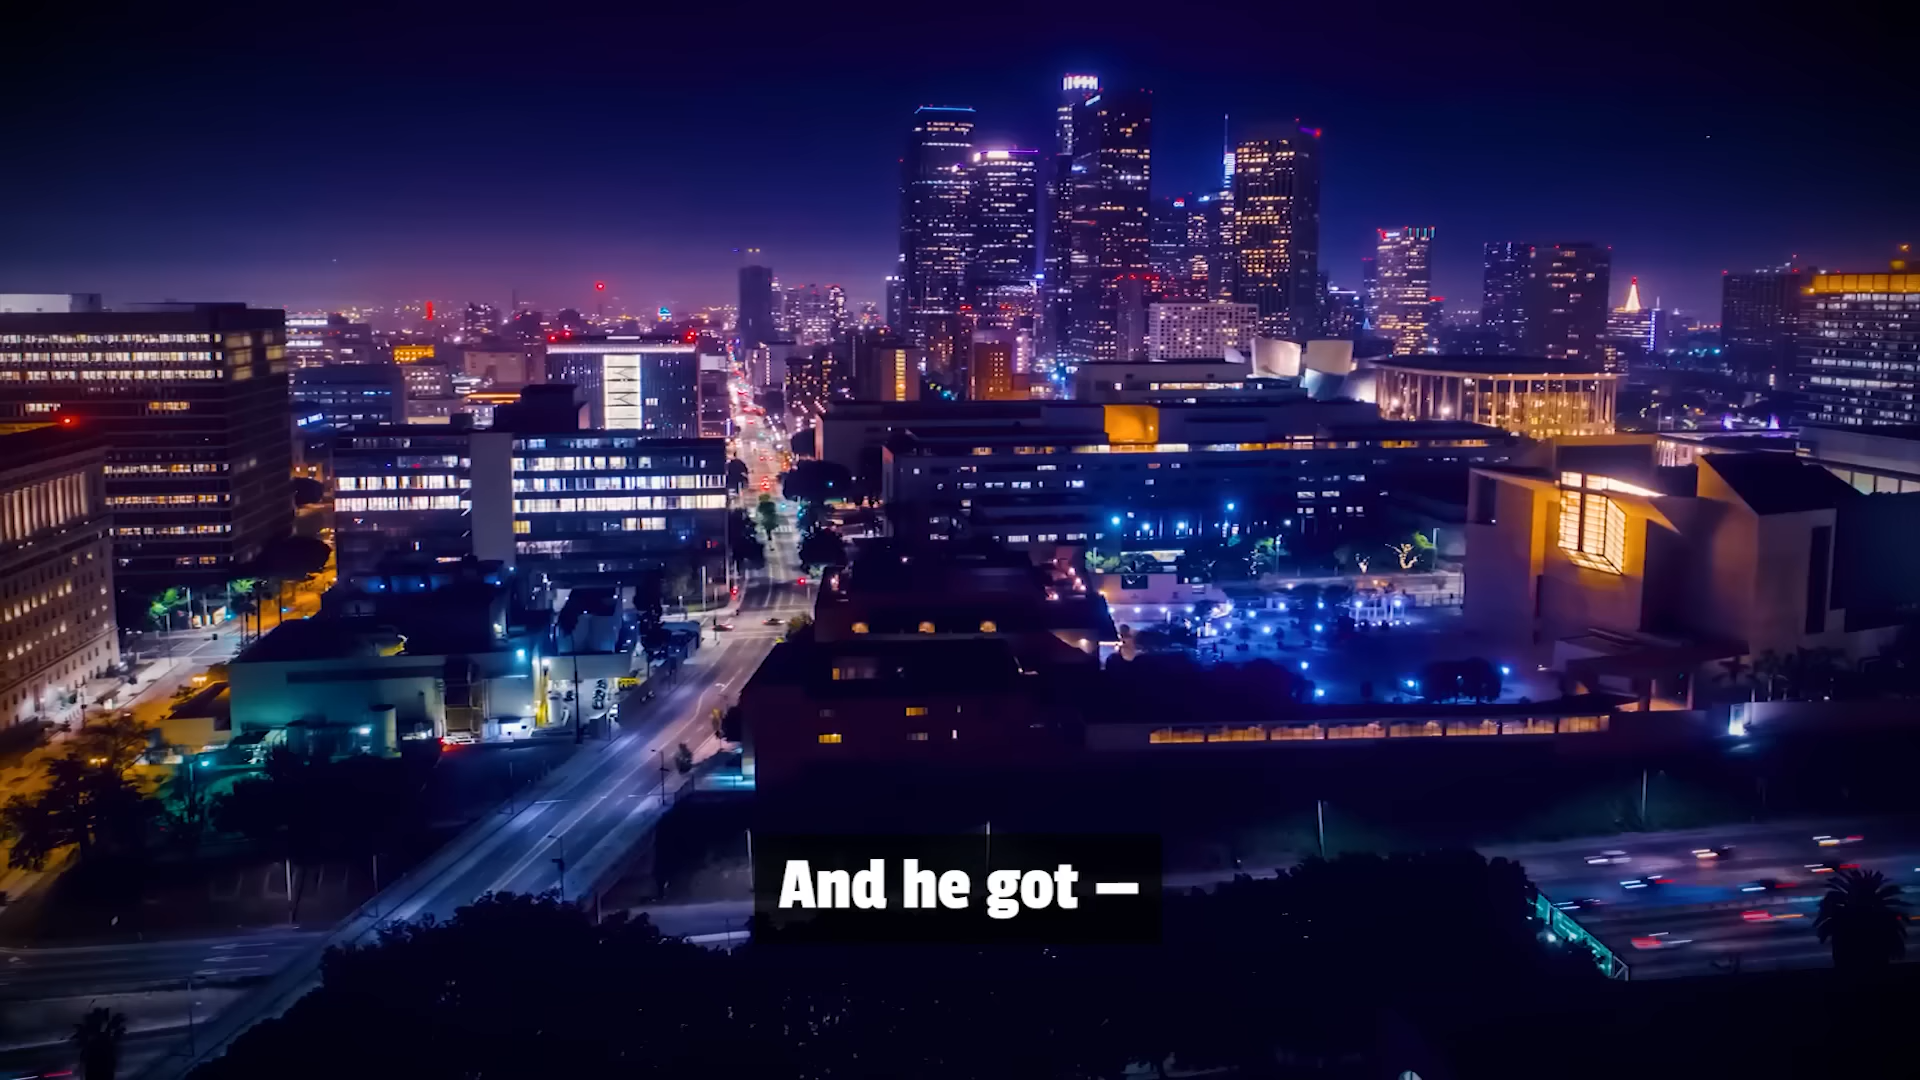 And he got —